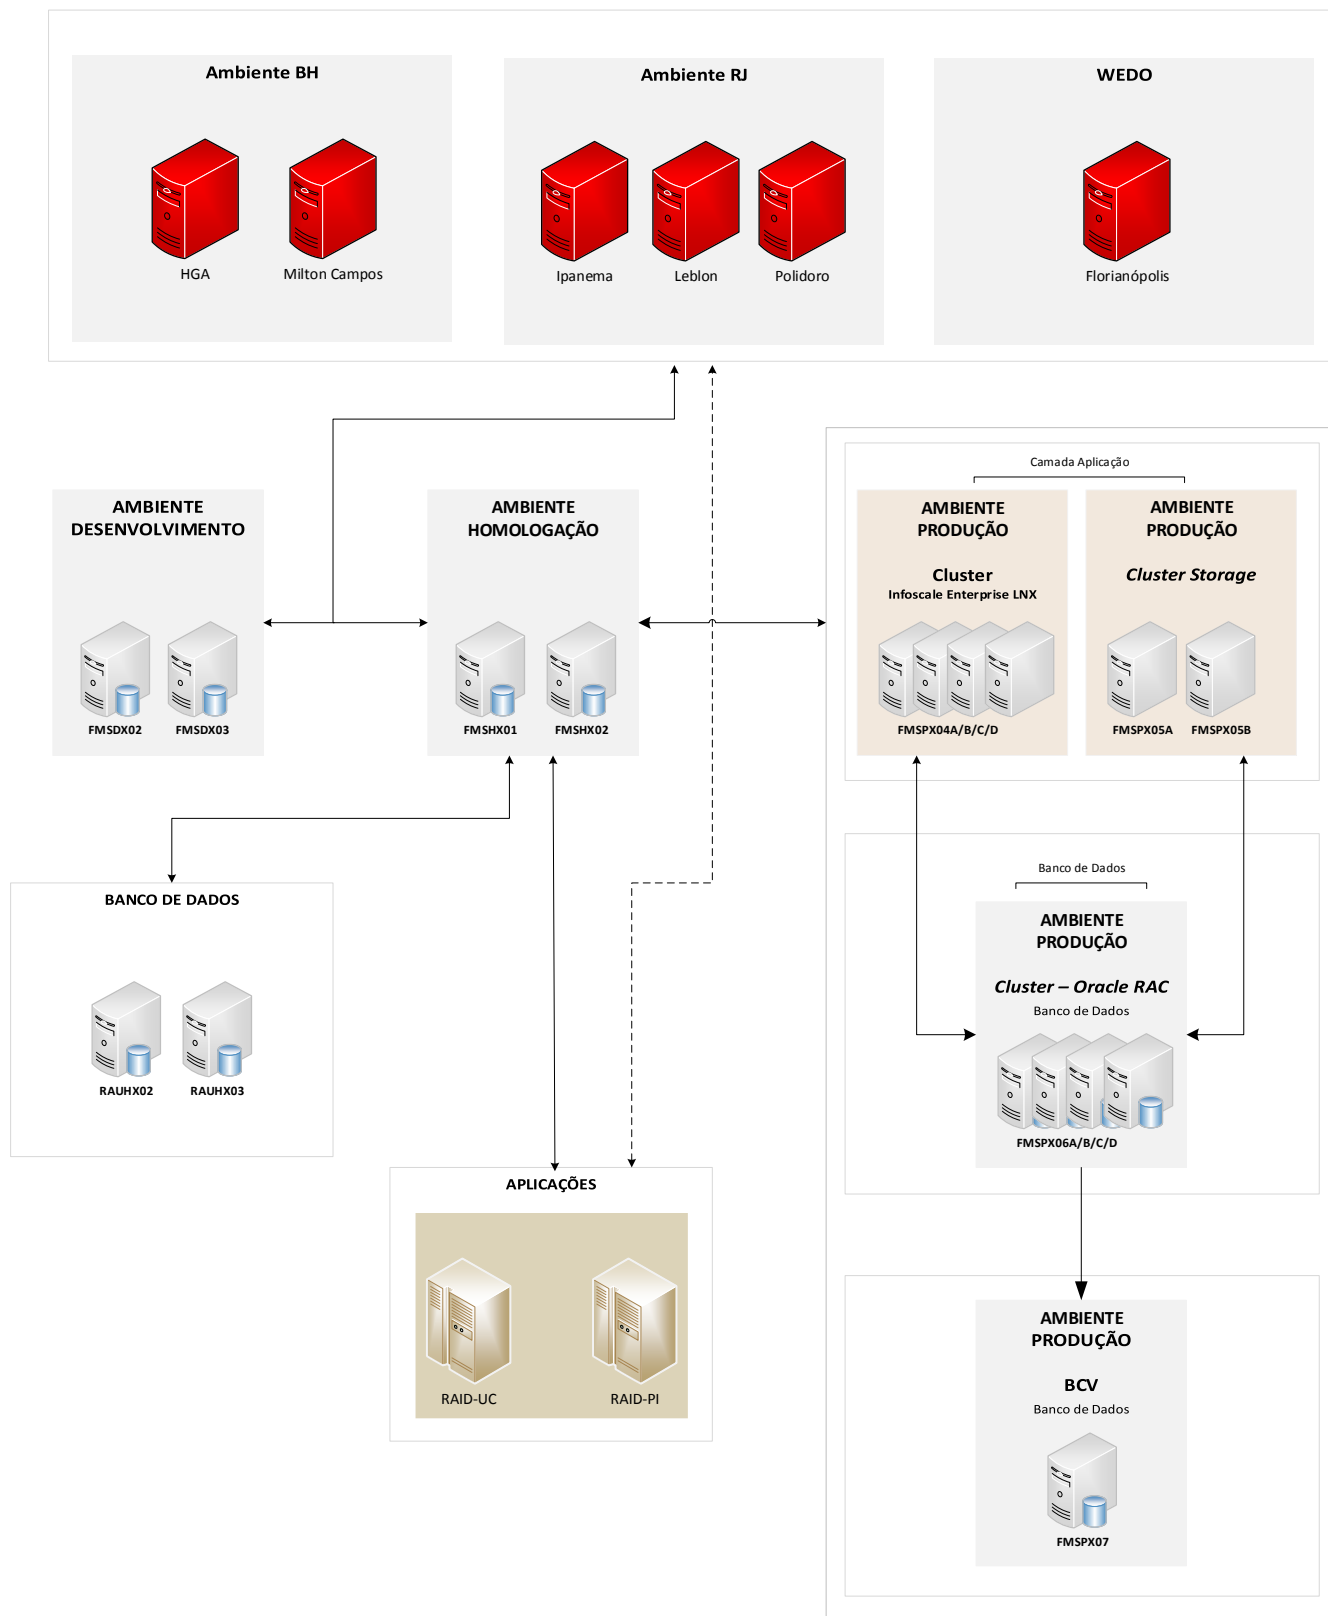 Ambiente BH
HGA
Milton Campos
Ambiente RJ
Ipanema
Leblon
Polidoro
WEDO
Florianópolis
AMBIENTE
DESENVOLVIMENTO
FMSDX02
FMSDX03
AMBIENTE
HOMOLOGAÇÃO
FMSHX01
FMSHX02
Camada Aplicação
AMBIENTE
PRODUÇÃO
Cluster
Infoscale Enterprise LNX
FMSPX04A/B/C/D
AMBIENTE
PRODUÇÃO
Cluster Storage
FMSPX05A
FMSPX05B
BANCO DE DADOS
RAUHX02
RAUHX03
Banco de Dados
AMBIENTE
PRODUÇÃO
Cluster – Oracle RAC
Banco de Dados
FMSPX06A/B/C/D
APLICAÇÕES
RAID-UC
RAID-PI
AMBIENTE
PRODUÇÃO
BCV
Banco de Dados
FMSPX07